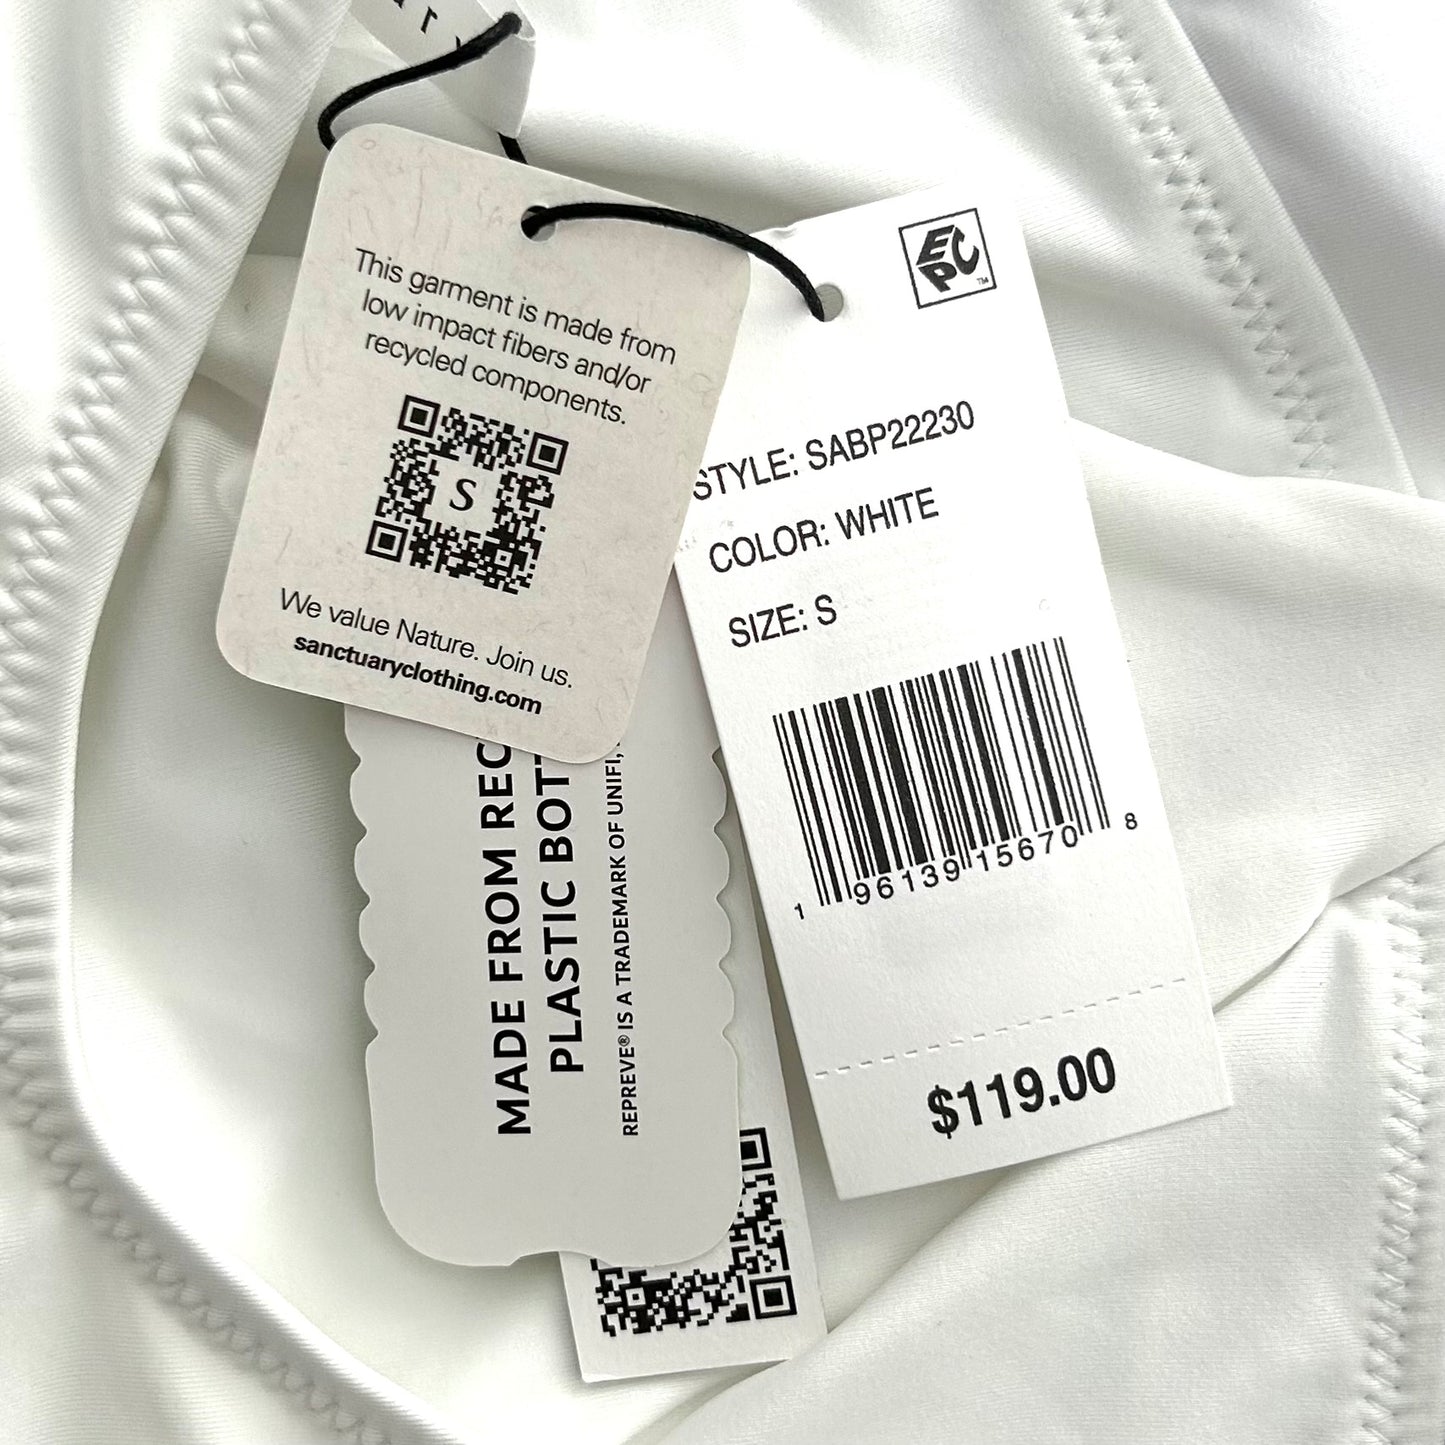 This garment is made from
low impact fibers and/or
recycled components.
S
We value Nature. Join us.
sanctuaryclothing.com
MADE FROM
PLASTIC
REPREVE® IS A TRADEMARK OF UNIFI,
EPC
TM
STYLE: SABP22230
COLOR: WHITE
SIZE: S
1 96139 15670 8
$119.00